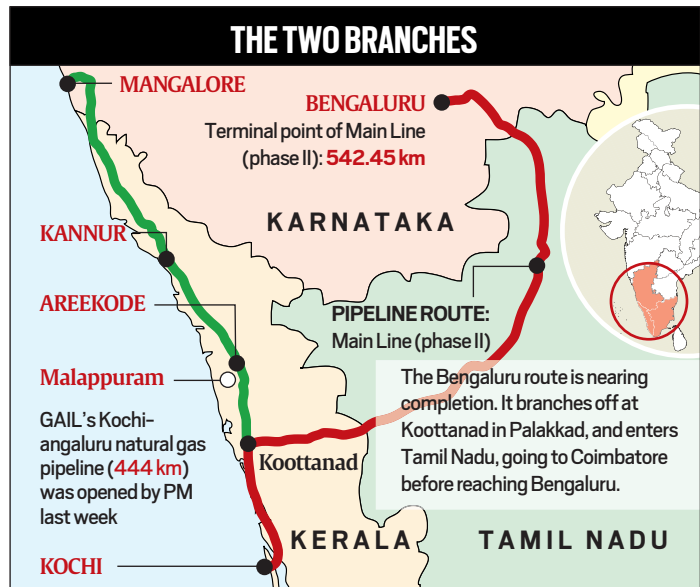 THE TWO BRANCHES
MANGALORE
BENGALURU
Terminal point of Main Line
(phase II): 542.45 km
KARNATAKA
KANNUR
AREEKODE
PIPELINE ROUTE:
Main Line (phase II)
Malappuram
The Bengaluru route is nearing
completion. It branches off at
Koottanad in Palakkad, and enters
Tamil Nadu, going to Coimbatore
before reaching Bengaluru.
GAIL's Kochi-
angaluru natural gas
pipeline (444 km)
was opened by PM
last week
Koottanad
KERALA
TAMIL NADU
KOCHI